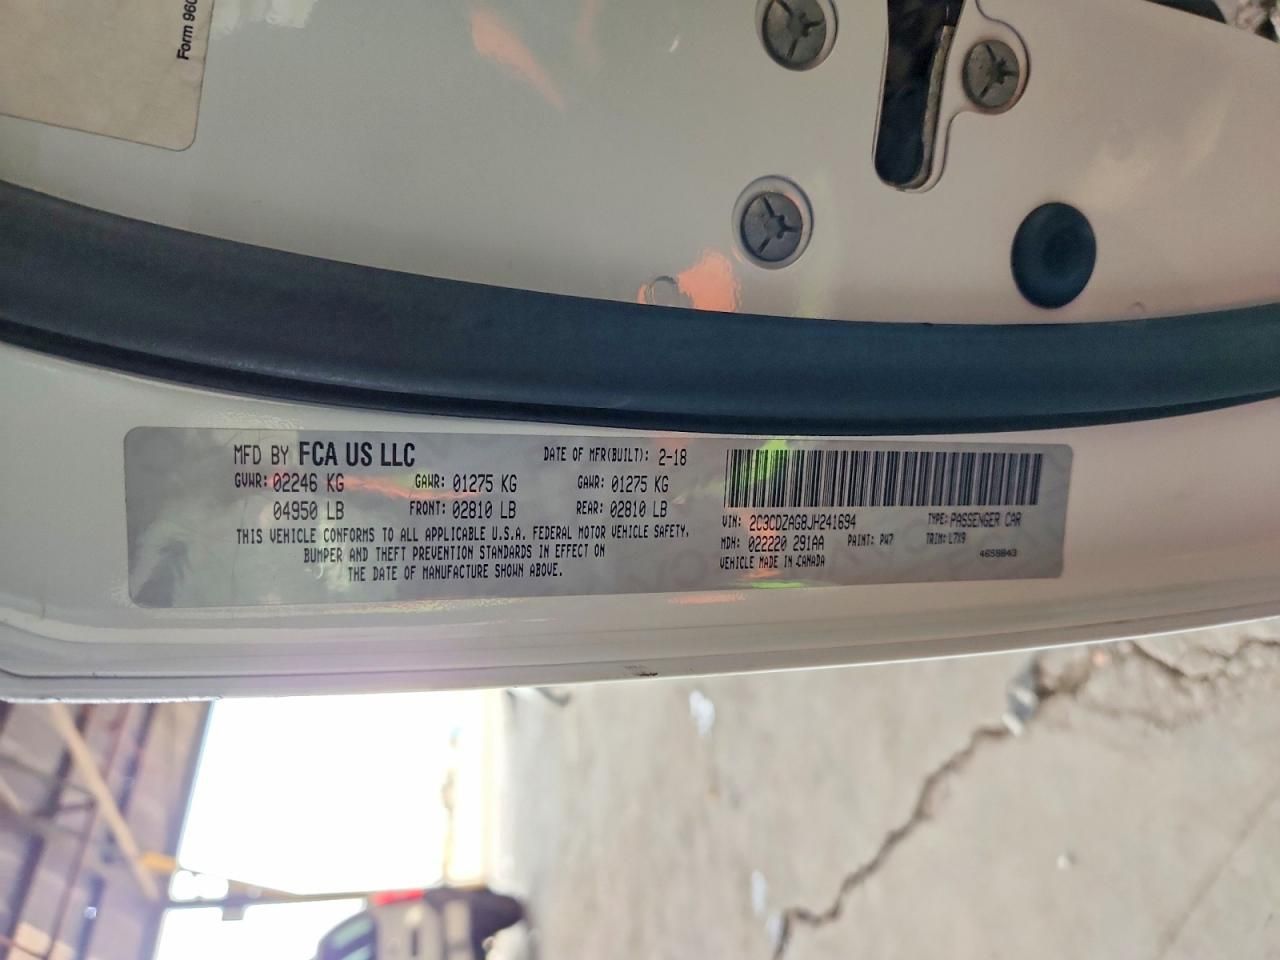 Form 960
MFD BY FCA US LLC DATE OF MFR(BUILT): 2-18
GVWR: 02246 KG GAWR: 01275 KG GAWR: 01275 KG
04950 LB FRONT: 02810 LB REAR: 02810 LB
THIS VEHICLE CONFORMS TO ALL APPLICABLE U.S.A. FEDERAL MOTOR VEHICLE SAFETY,
BUMPER AND THEFT PREVENTION STANDARDS IN EFFECT ON
THE DATE OF MANUFACTURE SHOWN ABOVE.
VIN: 2C3CDZAG8JH241694 TYPE: PASSENGER CAR
MDH: 022220 291AA PAINT: PW7 TRIM: L7X9
VEHICLE MADE IN CANADA 4658843